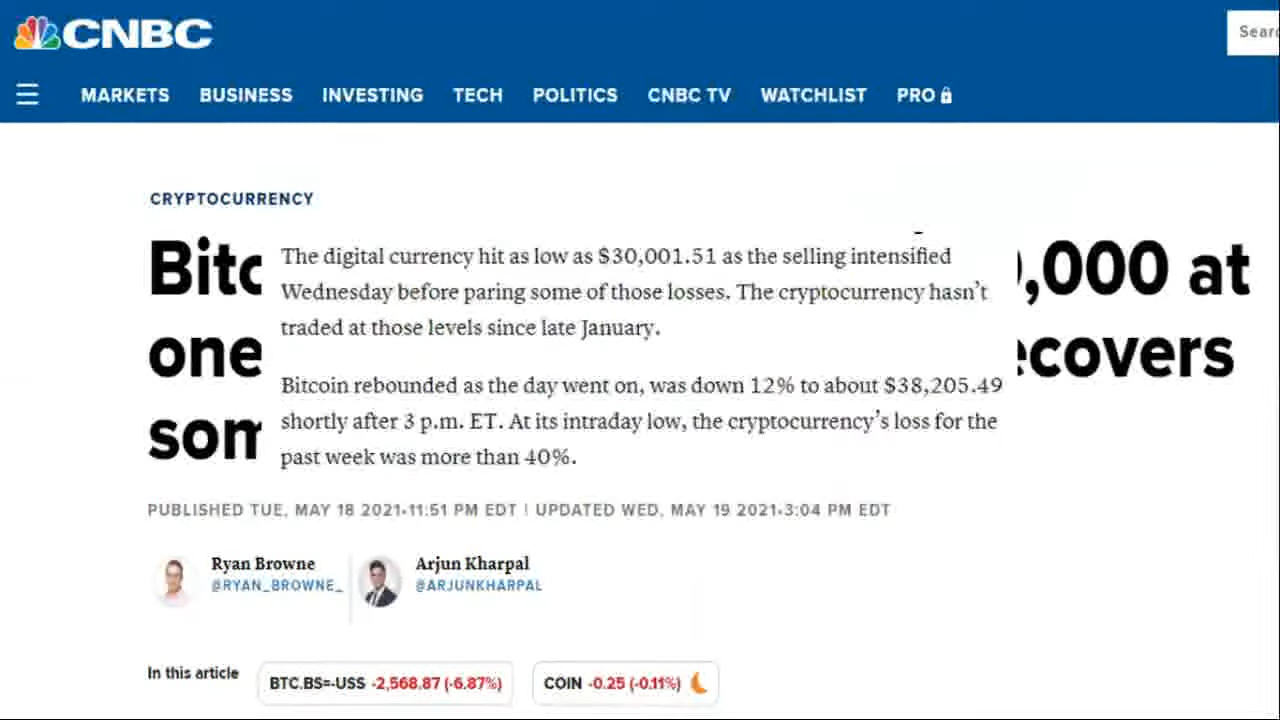 CNBC
MARKETS BUSINESS INVESTING TECH POLITICS CNBC TV WATCHLIST PRO
CRYPTOCURRENCY
,000 at
one
ecovers
The digital currency hit as low as $30,001.51 as the selling intensified
Wednesday before paring some of those losses. The cryptocurrency hasn't
traded at those levels since late January.
Bitcoin rebounded as the day went on, was down 12% to about $38,205.49
shortly after 3 p.m. ET. At its intraday low, the cryptocurrency's loss for the
past week was more than 40%.
PUBLISHED TUE, MAY 18 2021•11:51 PM EDT | UPDATED WED, MAY 19 2021•3:04 PM EDT
Ryan Browne
@RYAN_BROWNE_
Arjun Kharpal
@ARJUNKHARPAL
In this article
BTC.BS=-USS -2,568.87 (-6.87%)
COIN -0.25 (-0.11%)